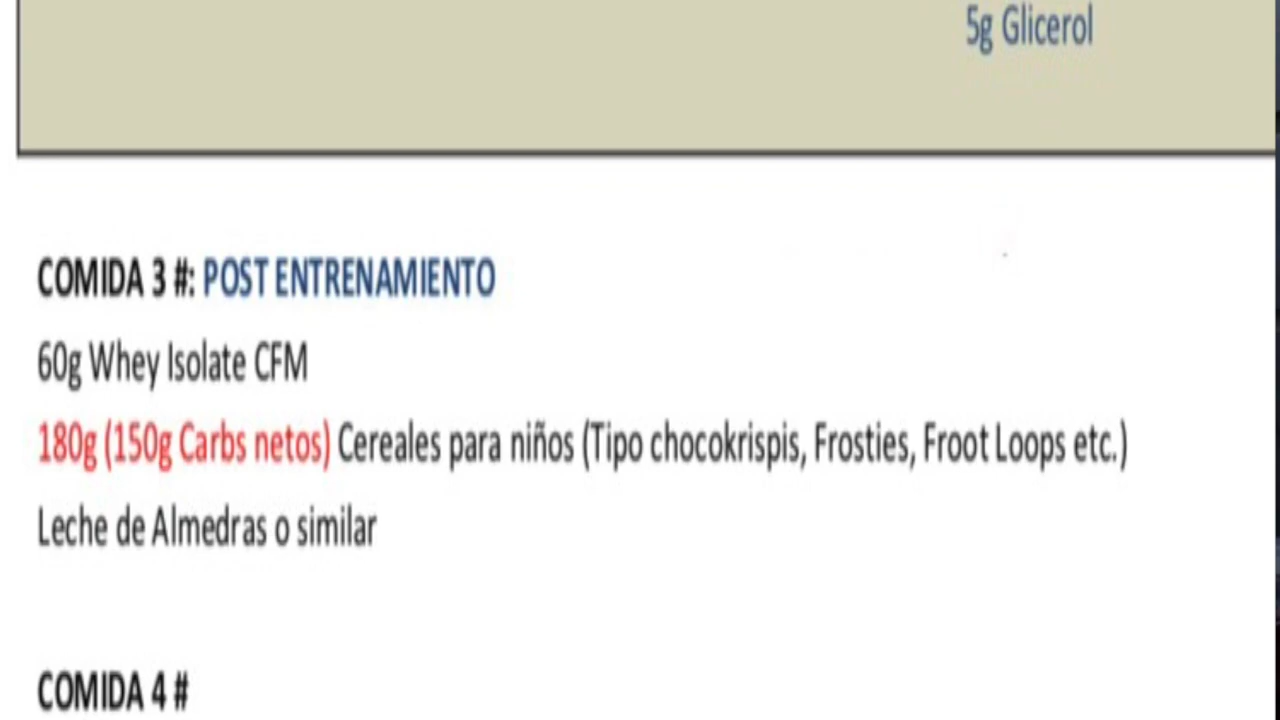 5g Glicerol
COMIDA 3 #: POST ENTRENAMIENTO
60g Whey Isolate CFM
180g (150g Carbs netos) Cereales para niños (Tipo chocokrispis, Frosties, Froot Loops etc.)
Leche de Almedras o similar
COMIDA 4 #